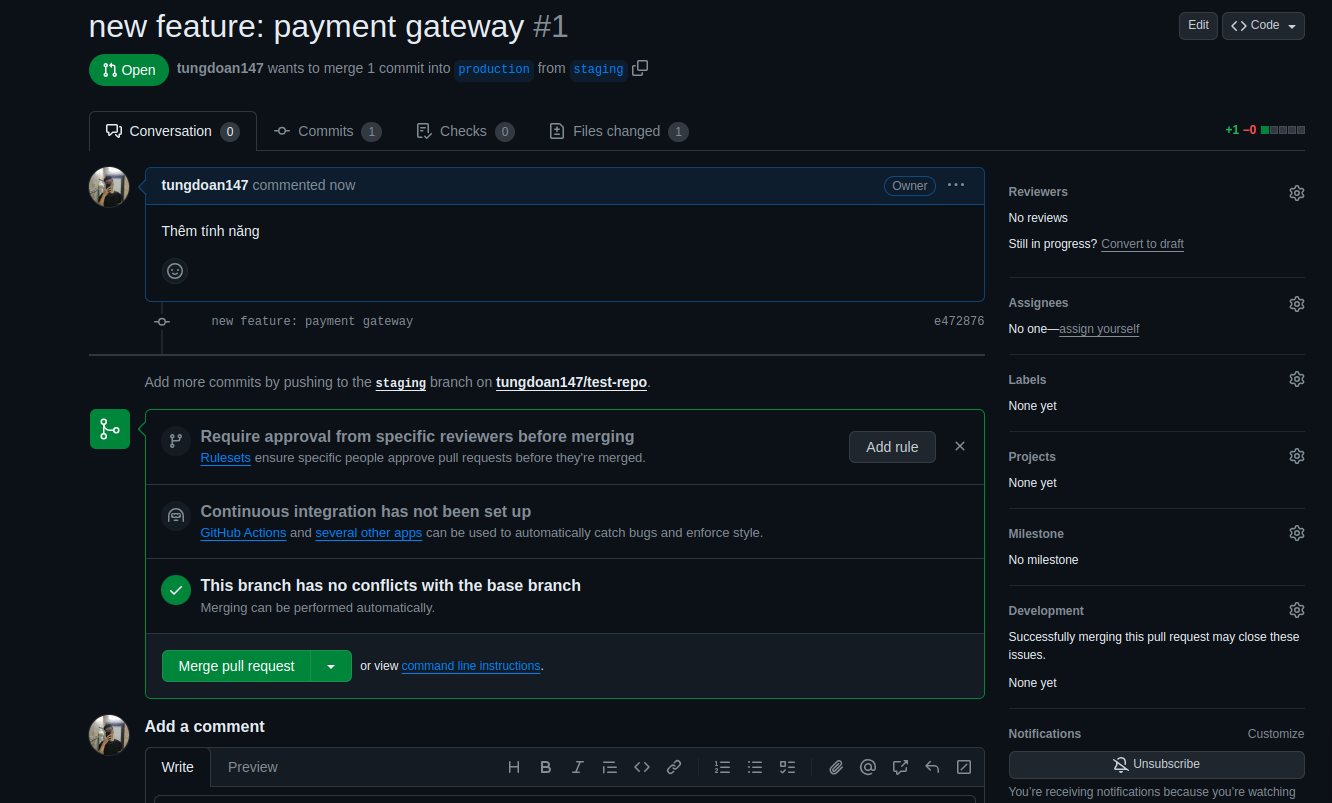 new feature: payment gateway #1
Edit
Code
Open
tungdoan147 wants to merge 1 commit into production from staging
Conversation 0
Commits 1
Checks 0
Files changed 1
+1 −0
tungdoan147 commented now
Owner
Thêm tính năng
new feature: payment gateway
e472876
Add more commits by pushing to the staging branch on tungdoan147/test-repo.
Require approval from specific reviewers before merging
Rulesets ensure specific people approve pull requests before they're merged.
Add rule
Continuous integration has not been set up
GitHub Actions and several other apps can be used to automatically catch bugs and enforce style.
This branch has no conflicts with the base branch
Merging can be performed automatically.
Merge pull request
or view command line instructions.
Add a comment
Write
Preview
Reviewers
No reviews
Still in progress? Convert to draft
Assignees
No one—assign yourself
Labels
None yet
Projects
None yet
Milestone
No milestone
Development
Successfully merging this pull request may close these
issues.
None yet
Notifications
Customize
Unsubscribe
You're receiving notifications because you're watching